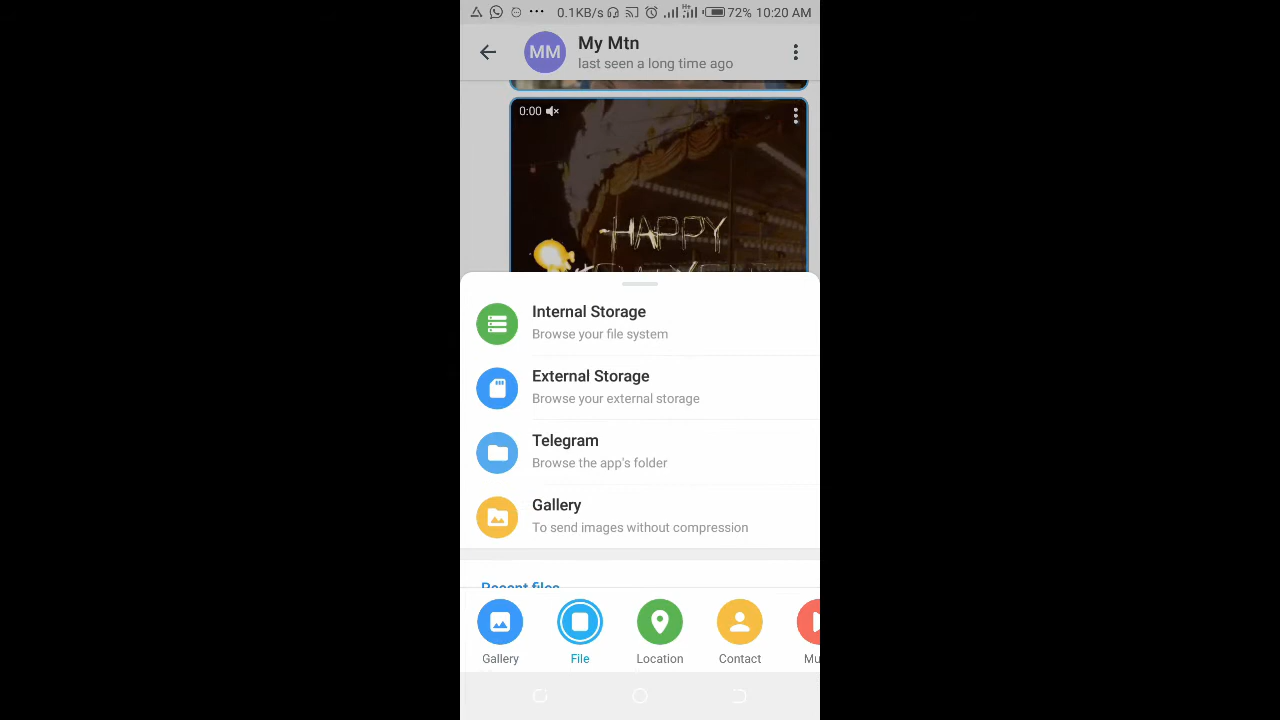 0.1KB/s 72% 10:20 AM
MM
My Mtn
last seen a long time ago
0:00
HAPPY
Internal Storage
Browse your file system
External Storage
Browse your external storage
Telegram
Browse the app's folder
Gallery
To send images without compression
Recent files
Gallery File Location Contact Mu